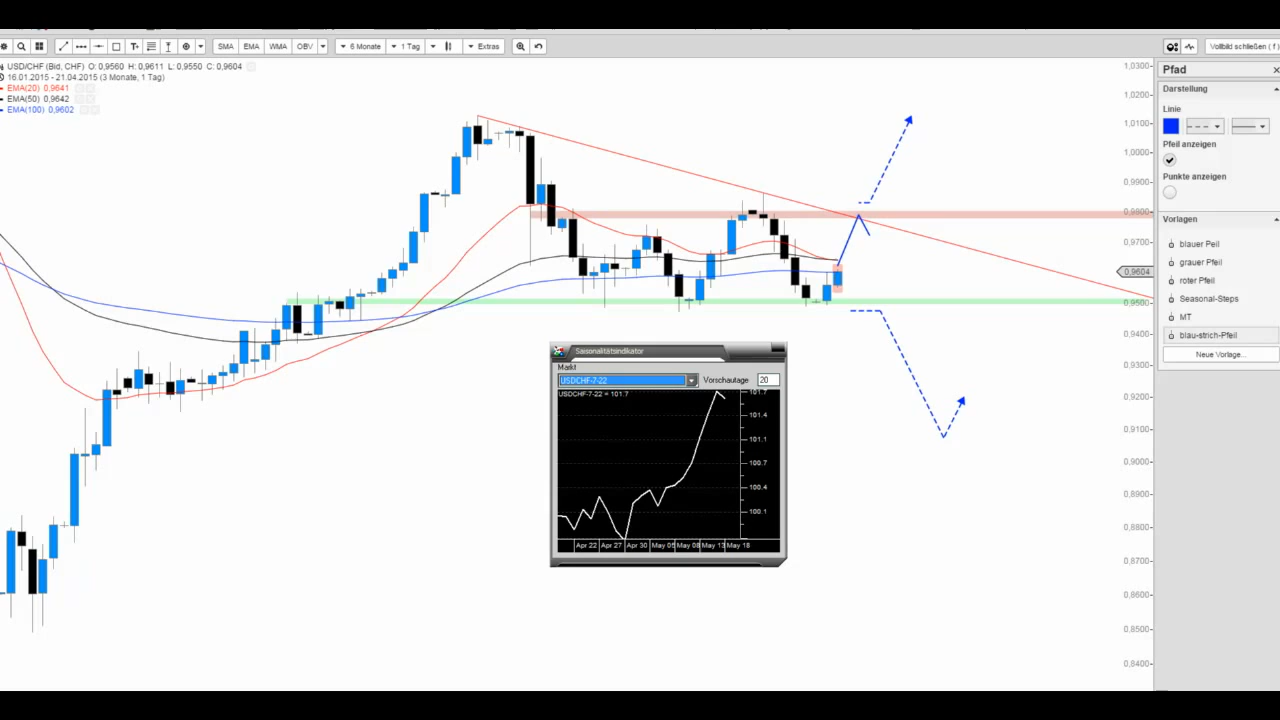 SMA EMA WMA OBV 6 Monate 1 Tag Extras Vollbild schließen ( f )
USD/CHF (Bid, CHF) O: 0,9560 H: 0,9611 L: 0,9550 C: 0,9604
16.01.2015 - 21.04.2015 (3 Monate, 1 Tag)
EMA(20) 0,9641
EMA(50) 0,9642
EMA(100) 0,9602
1,0300
1,0200
1,0100
1,0000
0,9900
0,9800
0,9700
0,9604
0,9500
0,9400
0,9300
0,9200
0,9100
0,9000
0,8900
0,8800
0,8700
0,8600
0,8500
0,8400
Pfad
Darstellung
Linie
Pfeil anzeigen
Punkte anzeigen
Vorlagen
blauer Peil
grauer Pfeil
roter Pfeil
Seasonal-Steps
MT
blau-strich-Pfeil
Neue Vorlage...
Saisonalitätsindikator
Markt
USDCHF-7-22 Vorschautage 20
USDCHF-7-22 = 101.7
101.7
101.4
101.1
100.7
100.4
100.1
Apr 22 Apr 27 Apr 30 May 05 May 08 May 13 May 18